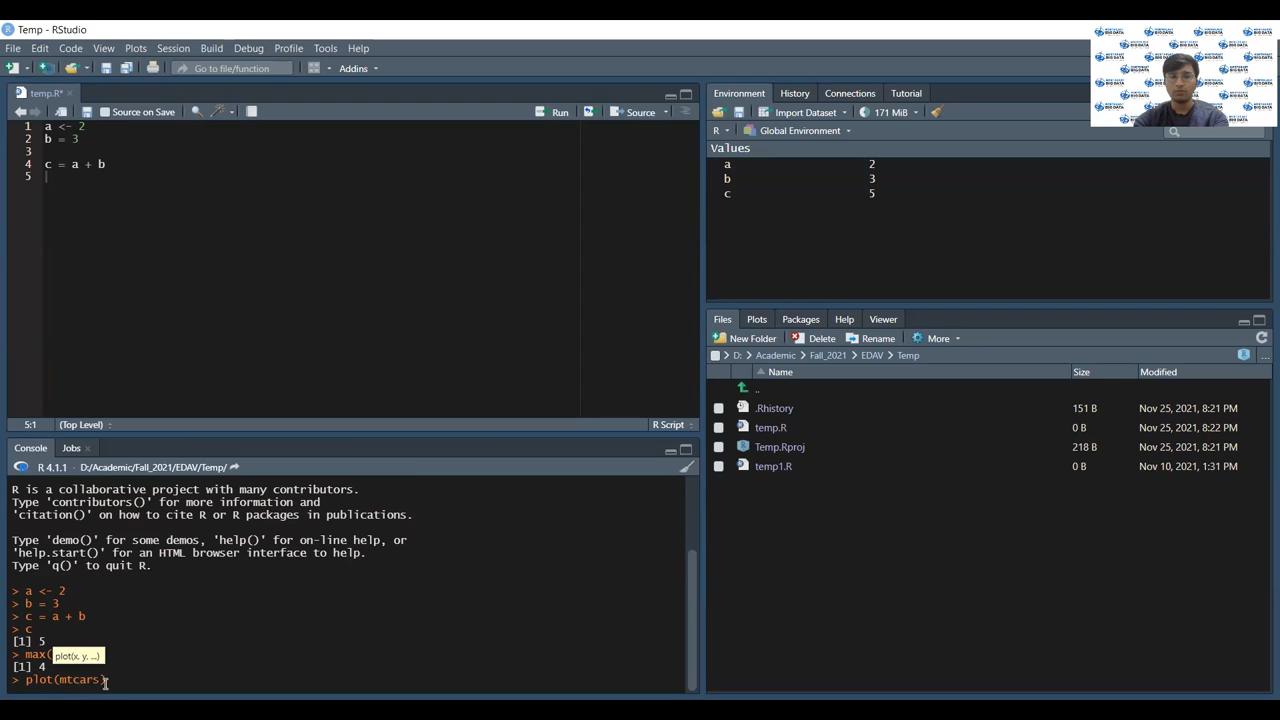 Temp - RStudio
File Edit Code View Plots Session Build Debug Profile Tools Help
Go to file/function Addins
temp.R*
Source on Save Run Source
1 a <- 2
2 b = 3
3
4 c = a + b
5
5:1 (Top Level) R Script
Console Jobs
R 4.1.1 · D:/Academic/Fall_2021/EDAV/Temp/
R is a collaborative project with many contributors.
Type 'contributors()' for more information and
'citation()' on how to cite R or R packages in publications.
Type 'demo()' for some demos, 'help()' for on-line help, or
'help.start()' for an HTML browser interface to help.
Type 'q()' to quit R.
> a <- 2
> b = 3
> c = a + b
> c
[1] 5
> max(
plot(x, y, ...)
[1] 4
> plot(mtcars)
Environment History Connections Tutorial
Import Dataset 171 MiB
R Global Environment
Values
a 2
b 3
c 5
Files Plots Packages Help Viewer
New Folder Delete Rename More
D: Academic Fall_2021 EDAV Temp
Name Size Modified
..
.Rhistory 151 B Nov 25, 2021, 8:21 PM
temp.R 0 B Nov 25, 2021, 8:22 PM
Temp.Rproj 218 B Nov 25, 2021, 8:21 PM
temp1.R 0 B Nov 10, 2021, 1:31 PM
NORTHEAST
BIG DATA